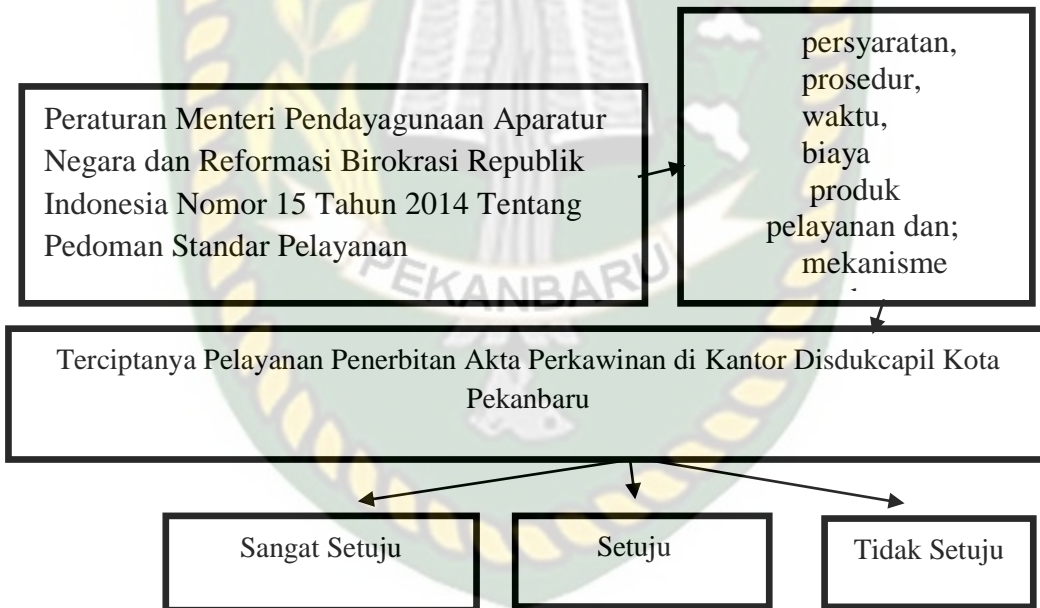 persyaratan,
prosedur,
waktu,
biaya
produk
pelayanan dan;
mekanisme
Peraturan Menteri Pendayagunaan Aparatur
Negara dan Reformasi Birokrasi Republik
Indonesia Nomor 15 Tahun 2014 Tentang
Pedoman Standar Pelayanan
PEKANBARU
Terciptanya Pelayanan Penerbitan Akta Perkawinan di Kantor Disdukcapil Kota
Pekanbaru
Sangat Setuju
Setuju
Tidak Setuju